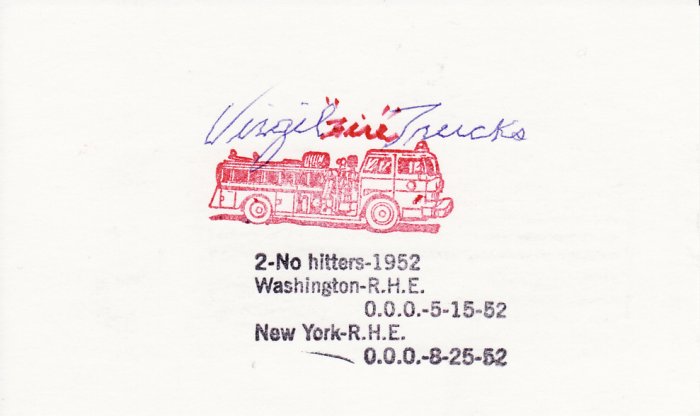 Virgil "Fire" Trucks
2-No hitters-1952
Washington-R.H.E.
0.0.0.-5-15-52
New York-R.H.E.
0.0.0.-8-25-52